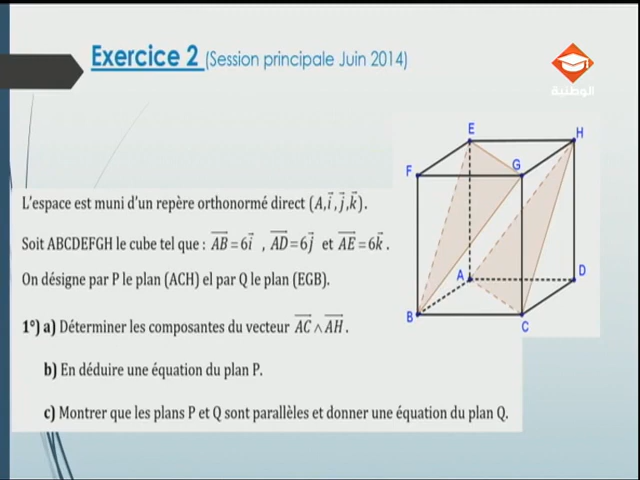 Exercice 2 (Session principale Juin 2014)
الوطنية
L'espace est muni d'un repère orthonormé direct (A, i⃗, j⃗, k⃗).
Soit ABCDEFGH le cube tel que : AB⃗ = 6i⃗ , AD⃗ = 6j⃗ et AE⃗ = 6k⃗ .
On désigne par P le plan (ACH) el par Q le plan (EGB).
1°) a) Déterminer les composantes du vecteur AC⃗ ∧ AH⃗ .
b) En déduire une équation du plan P.
c) Montrer que les plans P et Q sont parallèles et donner une équation du plan Q.
E
H
F
G
A
D
B
C